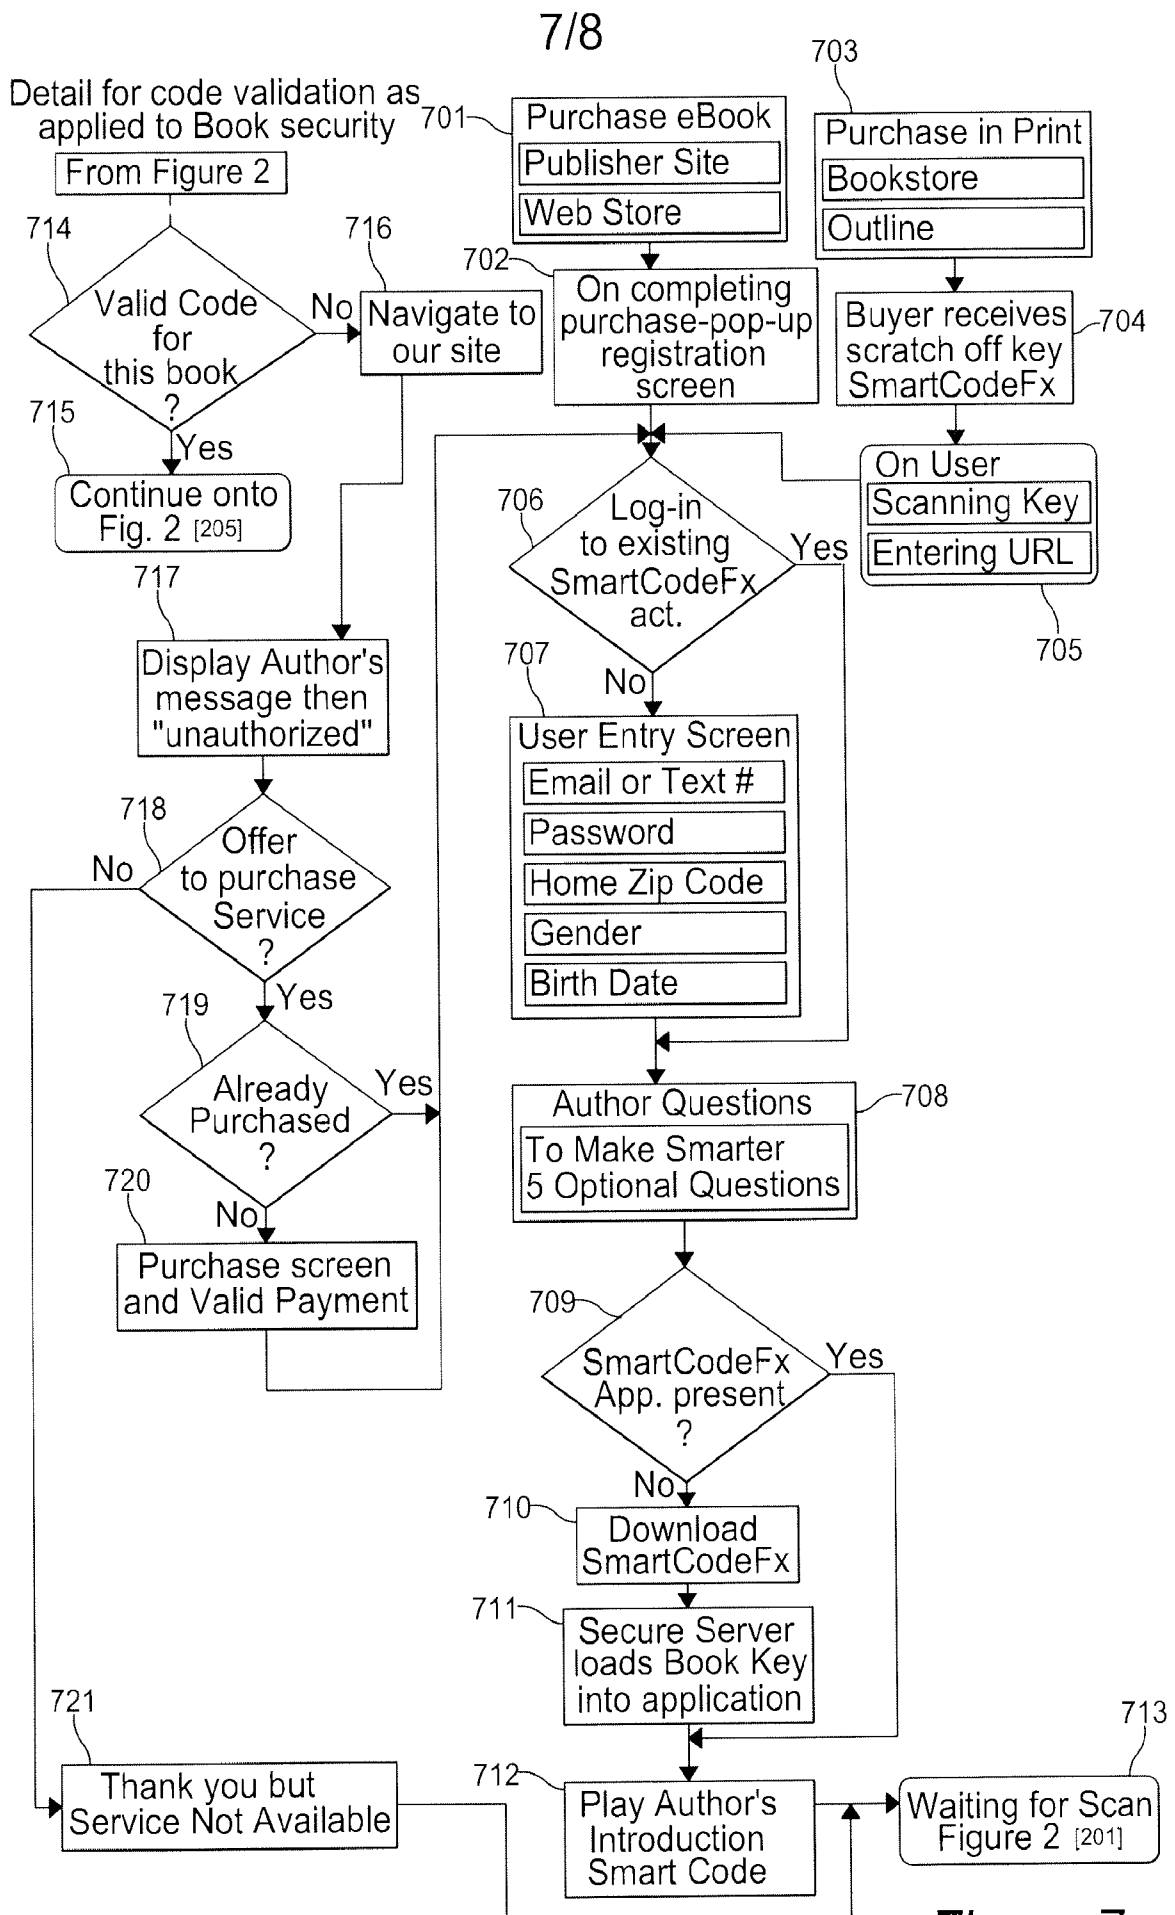 7/8
Detail for code validation as
applied to Book security
From Figure 2
714
Valid Code
for
this book
?
No
Yes
715
Continue onto
Fig. 2 [205]
716
Navigate to
our site
717
Display Author's
message then
"unauthorized"
718
Offer
to purchase
Service
?
No
Yes
719
Already
Purchased
?
Yes
No
720
Purchase screen
and Valid Payment
721
Thank you but
Service Not Available
701
Purchase eBook
Publisher Site
Web Store
702
On completing
purchase-pop-up
registration
screen
703
Purchase in Print
Bookstore
Outline
704
Buyer receives
scratch off key
SmartCodeFx
On User
Scanning Key
Entering URL
705
706
Log-in
to existing
SmartCodeFx
act.
Yes
No
707
User Entry Screen
Email or Text #
Password
Home Zip Code
Gender
Birth Date
708
Author Questions
To Make Smarter
5 Optional Questions
709
SmartCodeFx
App. present
?
Yes
No
710
Download
SmartCodeFx
711
Secure Server
loads Book Key
into application
712
Play Author's
Introduction
Smart Code
713
Waiting for Scan
Figure 2 [201]